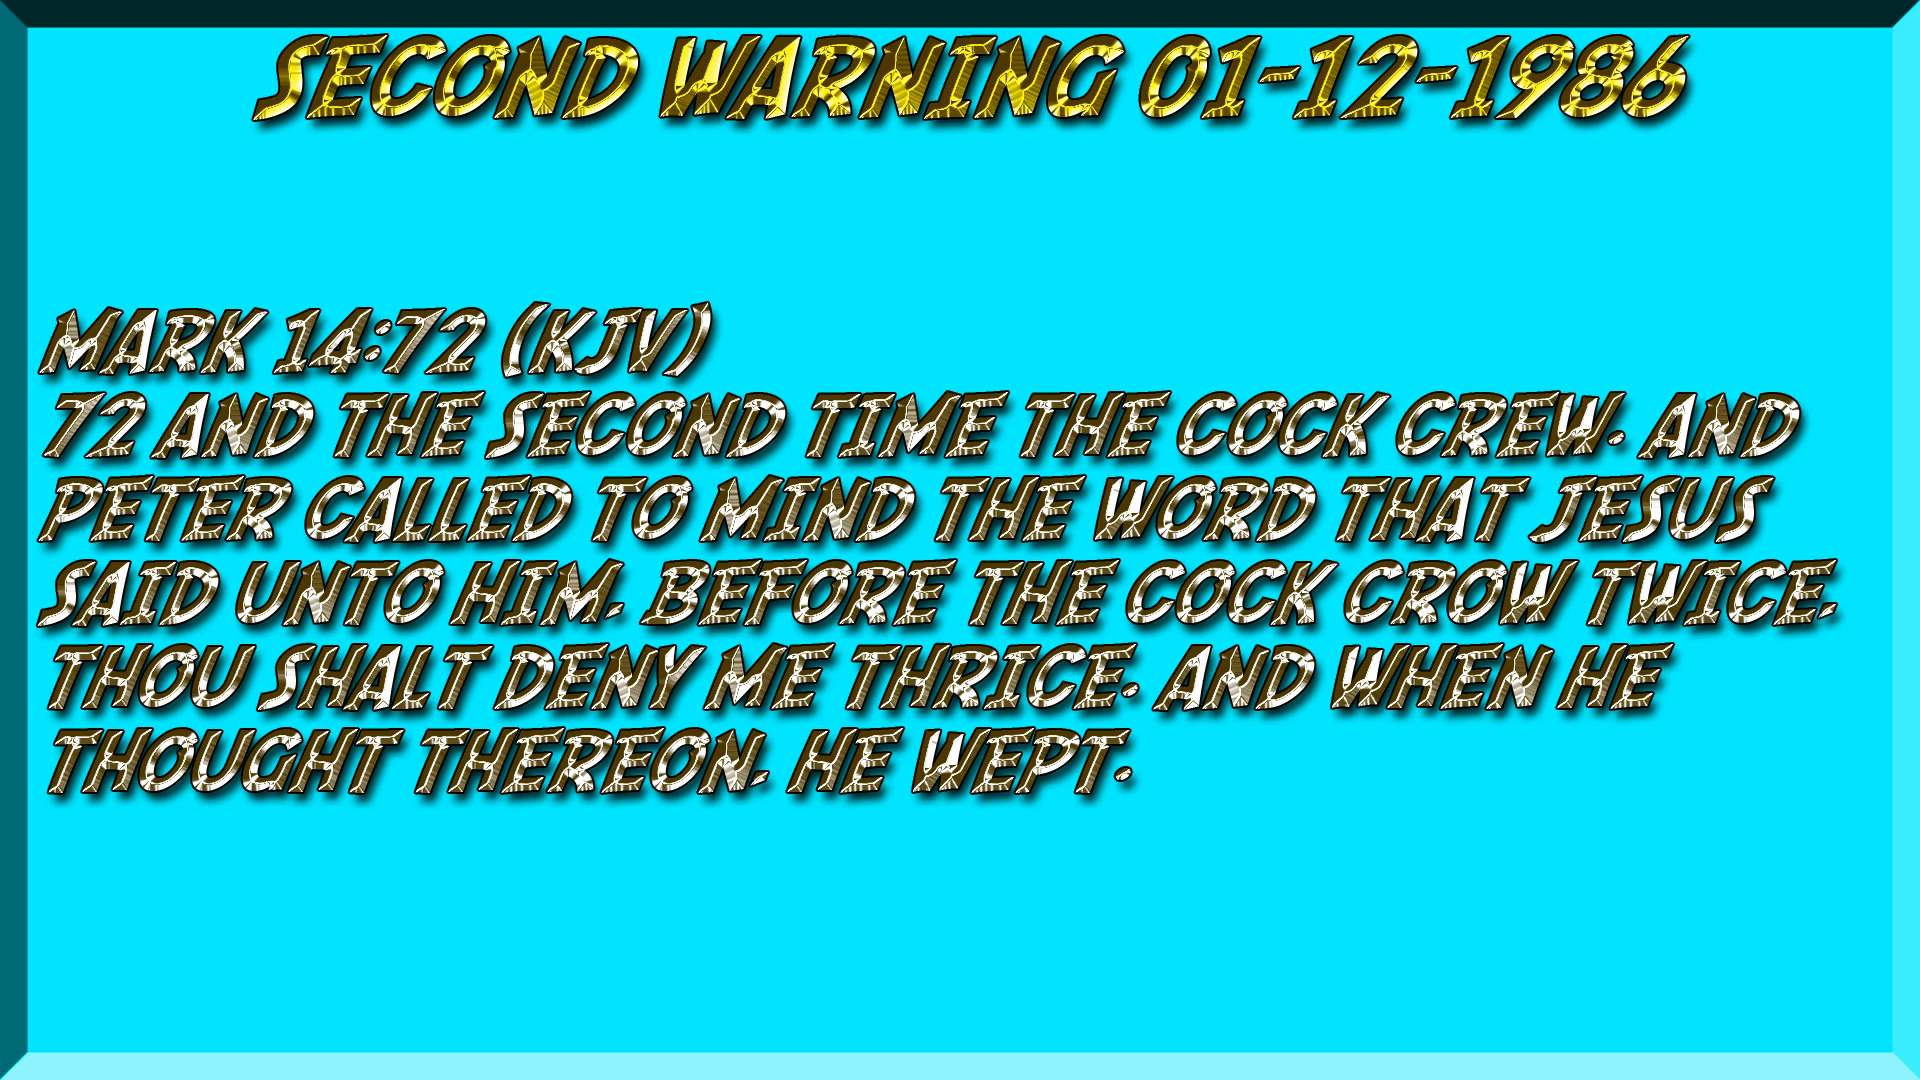 SECOND WARNING 01-12-1986
MARK 14:72 (KJV)
72 AND THE SECOND TIME THE COCK CREW. AND
PETER CALLED TO MIND THE WORD THAT JESUS
SAID UNTO HIM, BEFORE THE COCK CROW TWICE,
THOU SHALT DENY ME THRICE. AND WHEN HE
THOUGHT THEREON, HE WEPT.